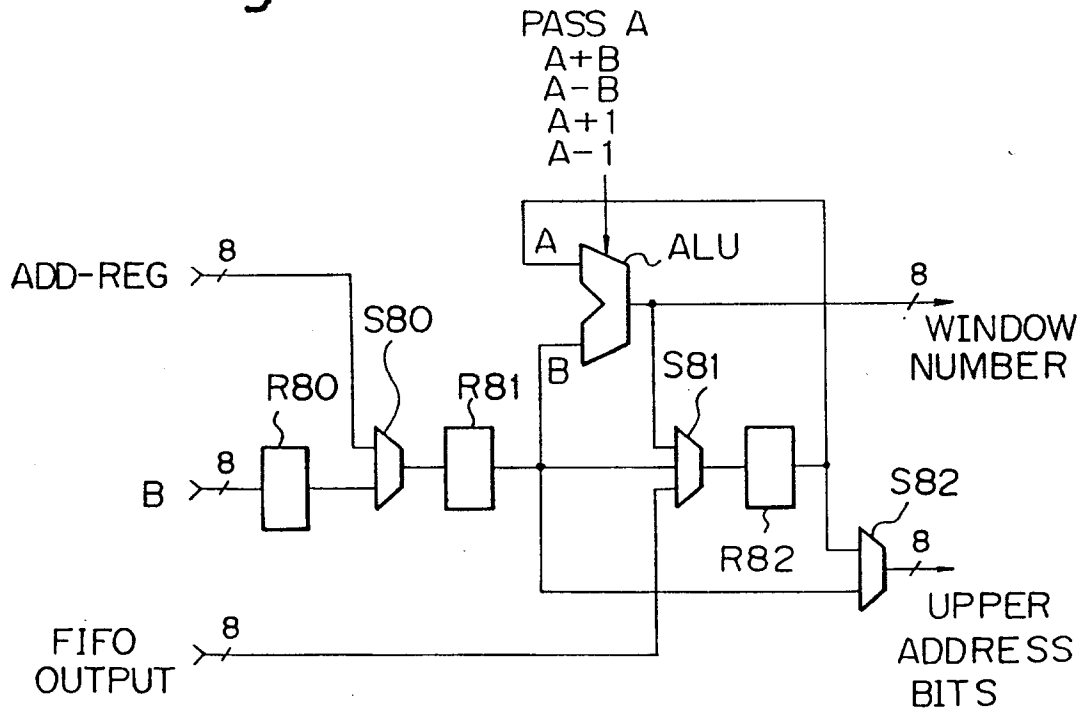 PASS A
A+B
A-B
A+1
A-1
A
ALU
8
ADD-REG
8
WINDOW
NUMBER
S80
B
S81
R80
R81
8
B
S82
R82
8
UPPER
ADDRESS
BITS
8
FIFO
OUTPUT